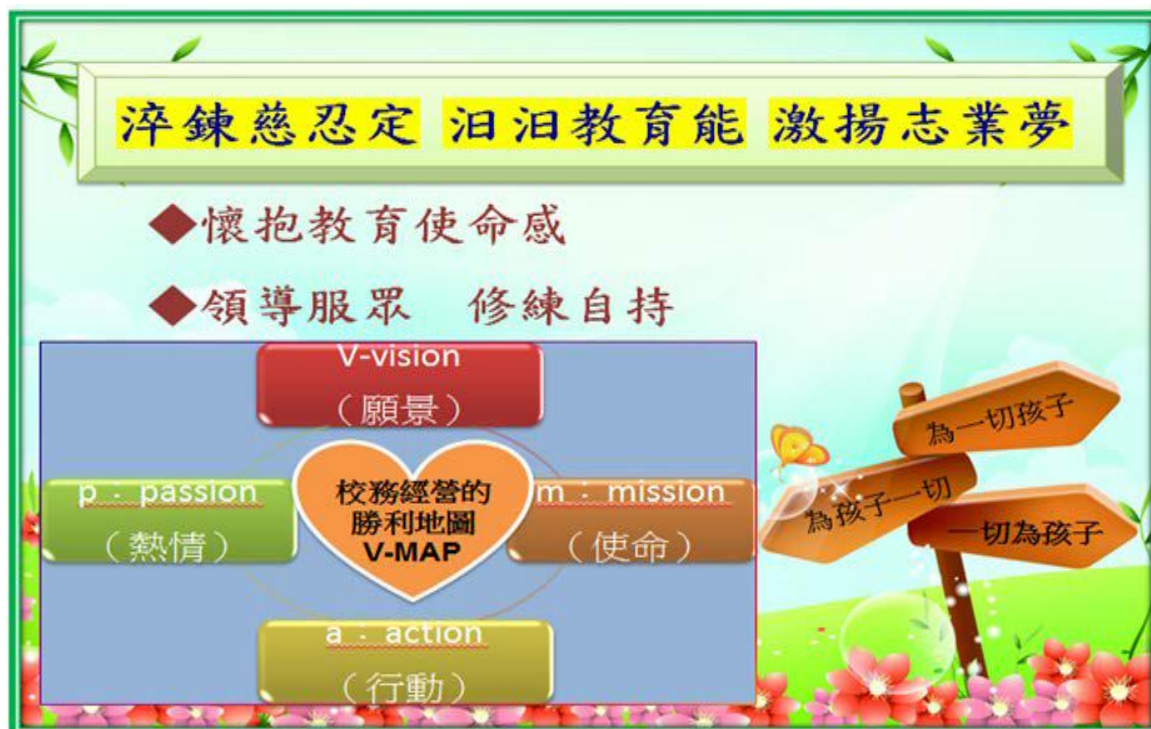 淬鍊慈忍定 汨汨教育能 激揚志業夢
◆懷抱教育使命感
◆領導服眾 修練自持
V-vision
（願景）
p：passion
（熱情）
校務經營的
勝利地圖
V-MAP
m：mission
（使命）
a：action
（行動）
為一切孩子
為孩子一切
一切為孩子